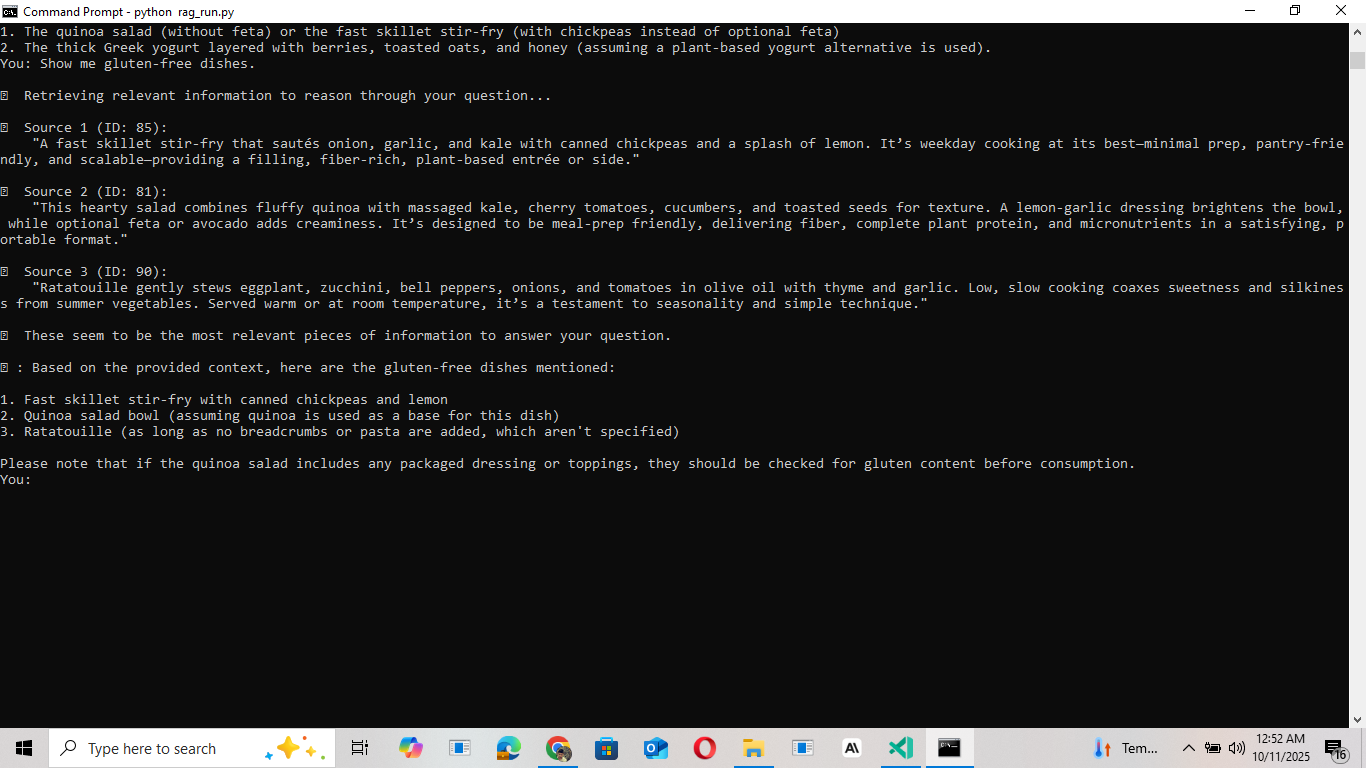 Command Prompt - python  rag_run.py
1. The quinoa salad (without feta) or the fast skillet stir-fry (with chickpeas instead of optional feta)
2. The thick Greek yogurt layered with berries, toasted oats, and honey (assuming a plant-based yogurt alternative is used).
You: Show me gluten-free dishes.
Retrieving relevant information to reason through your question...
Source 1 (ID: 85):
"A fast skillet stir-fry that sautés onion, garlic, and kale with canned chickpeas and a splash of lemon. It’s weekday cooking at its best—minimal prep, pantry-frie
ndly, and scalable—providing a filling, fiber-rich, plant-based entrée or side."
Source 2 (ID: 81):
"This hearty salad combines fluffy quinoa with massaged kale, cherry tomatoes, cucumbers, and toasted seeds for texture. A lemon-garlic dressing brightens the bowl,
while optional feta or avocado adds creaminess. It’s designed to be meal-prep friendly, delivering fiber, complete plant protein, and micronutrients in a satisfying, p
ortable format."
Source 3 (ID: 90):
"Ratatouille gently stews eggplant, zucchini, bell peppers, onions, and tomatoes in olive oil with thyme and garlic. Low, slow cooking coaxes sweetness and silkines
s from summer vegetables. Served warm or at room temperature, it’s a testament to seasonality and simple technique."
These seem to be the most relevant pieces of information to answer your question.
: Based on the provided context, here are the gluten-free dishes mentioned:
1. Fast skillet stir-fry with canned chickpeas and lemon
2. Quinoa salad bowl (assuming quinoa is used as a base for this dish)
3. Ratatouille (as long as no breadcrumbs or pasta are added, which aren't specified)
Please note that if the quinoa salad includes any packaged dressing or toppings, they should be checked for gluten content before consumption.
You:
Type here to search
Tem...
12:52 AM
10/11/2025
16